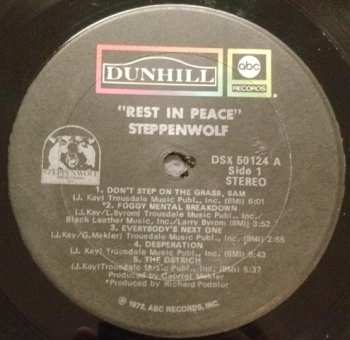 DUNHILL
abc
RECORDS
"REST IN PEACE"
STEPPENWOLF
STEPPENWOLF
DSX 50124 A
Side 1
STEREO
1. DON'T STEP ON THE GRASS, SAM
(J. Kay) Trousdale Music Publ., Inc. (BMI) 6:01
*2. FOGGY MENTAL BREAKDOWN
(J.Kay/L.Byrom) Trousdale Music Publ., Inc./
Black Leather Music, Inc./Larry Byrom (BMI) 3:
3. EVERYBODY'S NEXT ONE
(J.Kay/G.Mekler) Trousdale Music Publ., Inc. (BMI) 2:55
4. DESPERATION
(J.Kay) Trousdale Music Publ., Inc. (BMI) 5:43
5. THE OSTRICH
(J.Kay)Trousdale Music Publ., Inc. (BMI) 5:37
Produced by Gabriel Mekler
*Produced by Richard Podolor
℗ 1972, ABC RECORDS, INC.